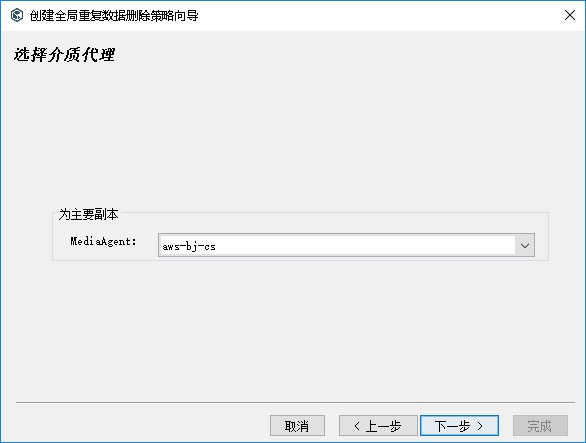 创建全局重复数据删除策略向导
选择介质代理
为主要副本
MediaAgent: aws-bj-cs
取消 < 上一步 下一步 > 完成